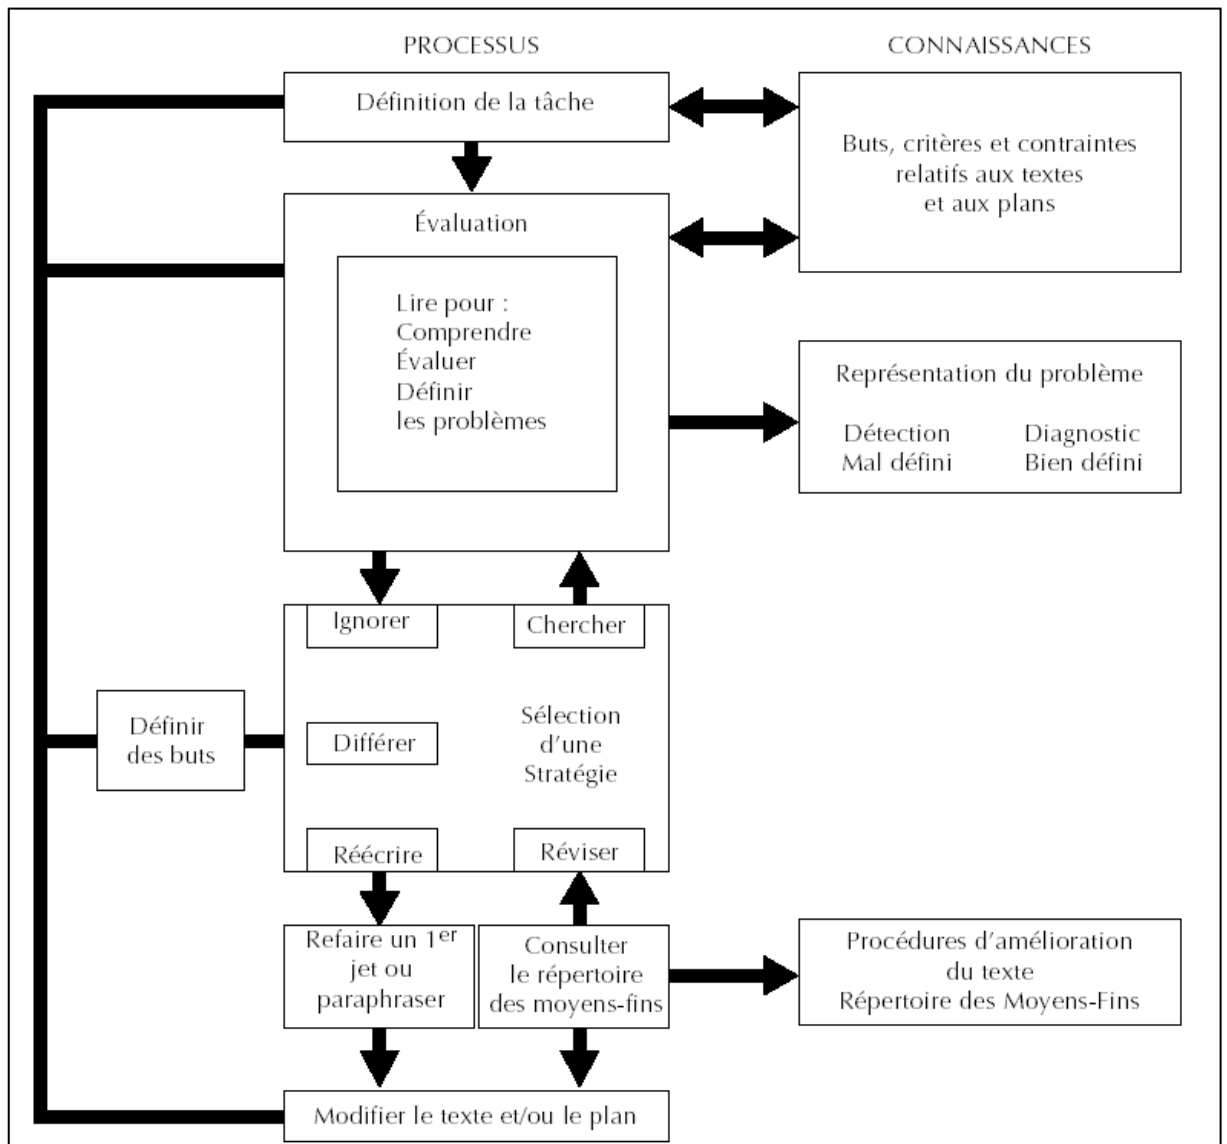 PROCESSUS
CONNAISSANCES
Définition de la tâche
Buts, critères et contraintes
relatifs aux textes
et aux plans
Évaluation
Lire pour :
Comprendre
Évaluer
Définir
les problèmes
Représentation du problème
Détection Diagnostic
Mal défini Bien défini
Ignorer
Chercher
Définir
des buts
Différer
Sélection
d'une
Stratégie
Réécrire
Réviser
Refaire un 1er
jet ou
paraphraser
Consulter
le répertoire
des moyens-fins
Procédures d'amélioration
du texte
Répertoire des Moyens-Fins
Modifier le texte et/ou le plan